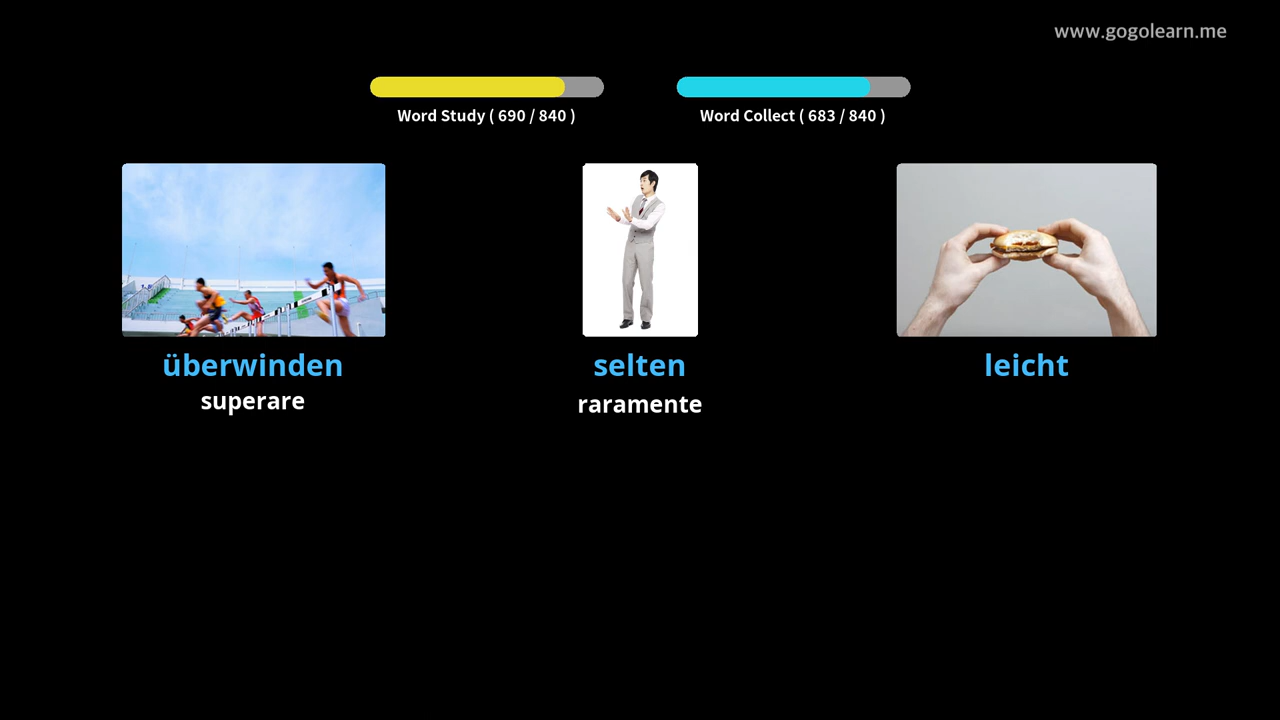 www.gogolearn.me
Word Study ( 690 / 840 )
Word Collect ( 683 / 840 )
überwinden
superare
selten
raramente
leicht